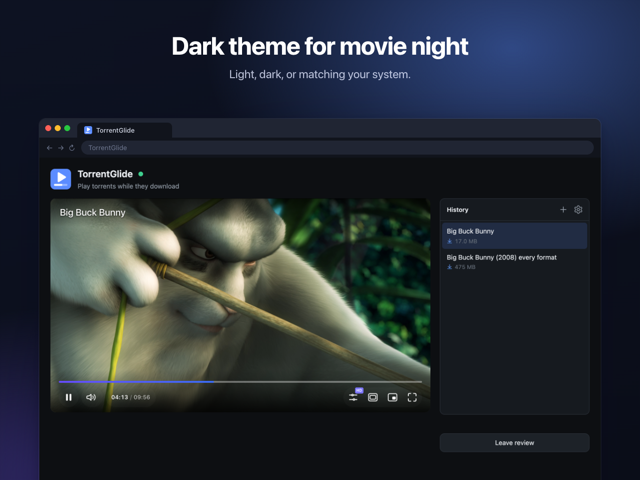 Dark theme for movie night
Light, dark, or matching your system.
TorrentGlide
TorrentGlide
TorrentGlide
Play torrents while they download
Big Buck Bunny
04:13 / 09:56
HD
History
Big Buck Bunny
17.0 MB
Big Buck Bunny (2008) every format
475 MB
Leave review